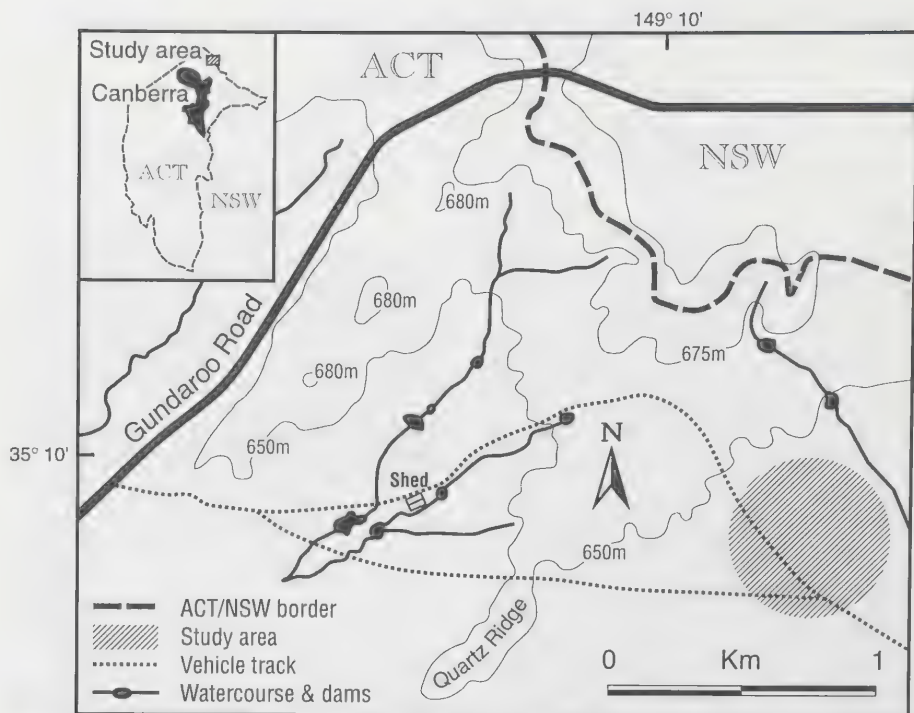 149° 10'
Study area
Canberra
ACT
NSW
ACT
NSW
680m
680m
680m
675m
Gundaroo Road
650m
35° 10'
Shed
N
650m
Quartz Ridge
ACT/NSW border
Study area
Vehicle track
Watercourse & dams
0 Km 1